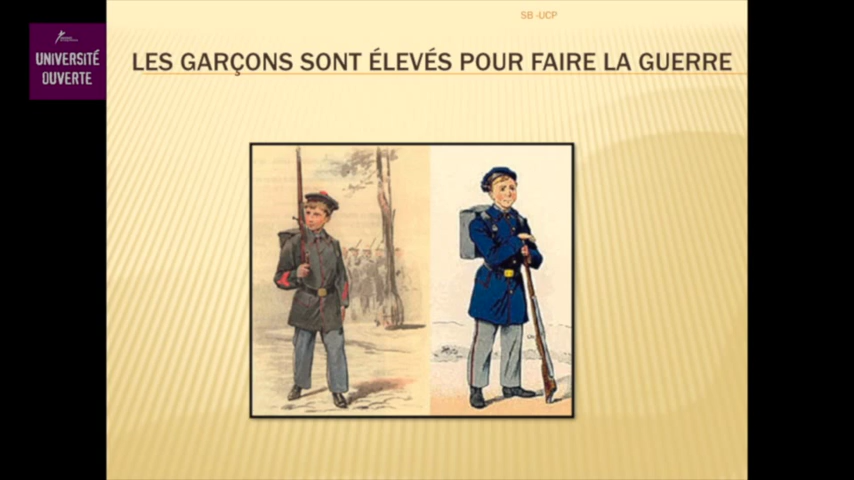 SB -UCP
UNIVERSITÉ
OUVERTE
LES GARÇONS SONT ÉLEVÉS POUR FAIRE LA GUERRE